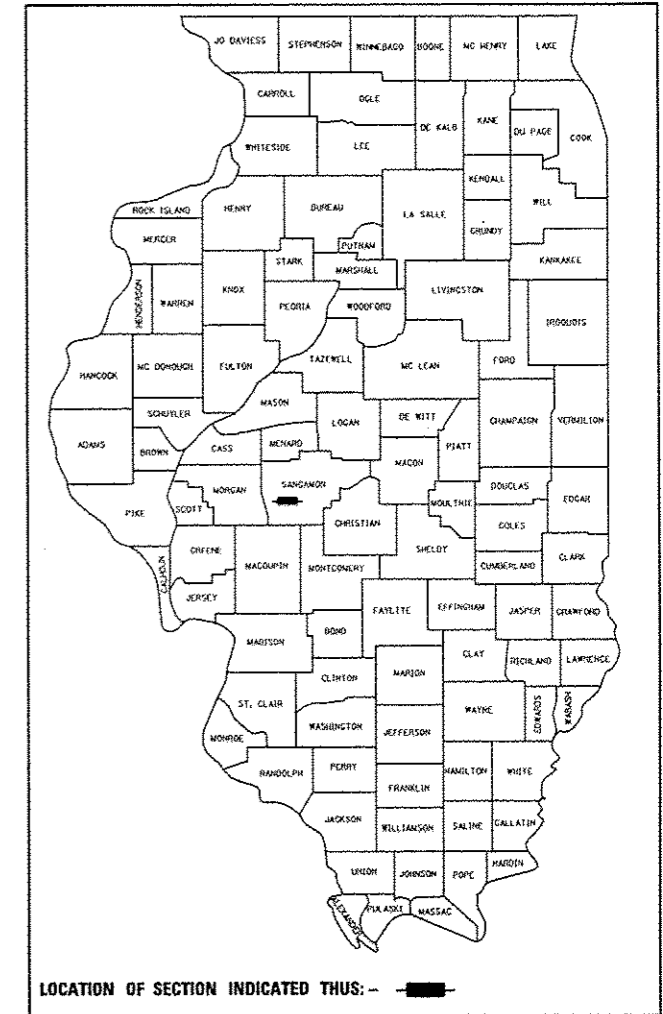 JO DAVIESS STEPHENSON WINNEBAGO BOONE MC HENRY LAKE
CARROLL OGLE DE KALB KANE DU PAGE COOK
WHITESIDE LEE
KENDALL WILL
ROCK ISLAND HENRY BUREAU LA SALLE GRUNDY
MERCER PUTNAM KANKAKEE
STARK MARSHALL
HENDERSON WARREN KNOX PEORIA WOODFORD LIVINGSTON IROQUOIS
HANCOCK MC DONOUGH FULTON TAZEWELL MC LEAN FORD
MASON
SCHUYLER LOGAN DE WITT CHAMPAIGN VERMILION
ADAMS BROWN CASS MENARD PIATT
MACON
PIKE SCOTT MORGAN SANGAMON MOULTRIE DOUGLAS EDGAR
CHRISTIAN COLES
SHELBY
CALHOUN GREENE MACOUPIN MONTGOMERY CUMBERLAND CLARK
JERSEY FAYETTE EFFINGHAM JASPER CRAWFORD
MADISON BOND
CLAY RICHLAND LAWRENCE
CLINTON MARION
ST. CLAIR WAYNE EDWARDS WABASH
WASHINGTON JEFFERSON
MONROE
RANDOLPH PERRY HAMILTON WHITE
FRANKLIN
JACKSON WILLIAMSON SALINE GALLATIN
UNION JOHNSON POPE HARDIN
ALEXANDER PULASKI MASSAC
LOCATION OF SECTION INDICATED THUS: -